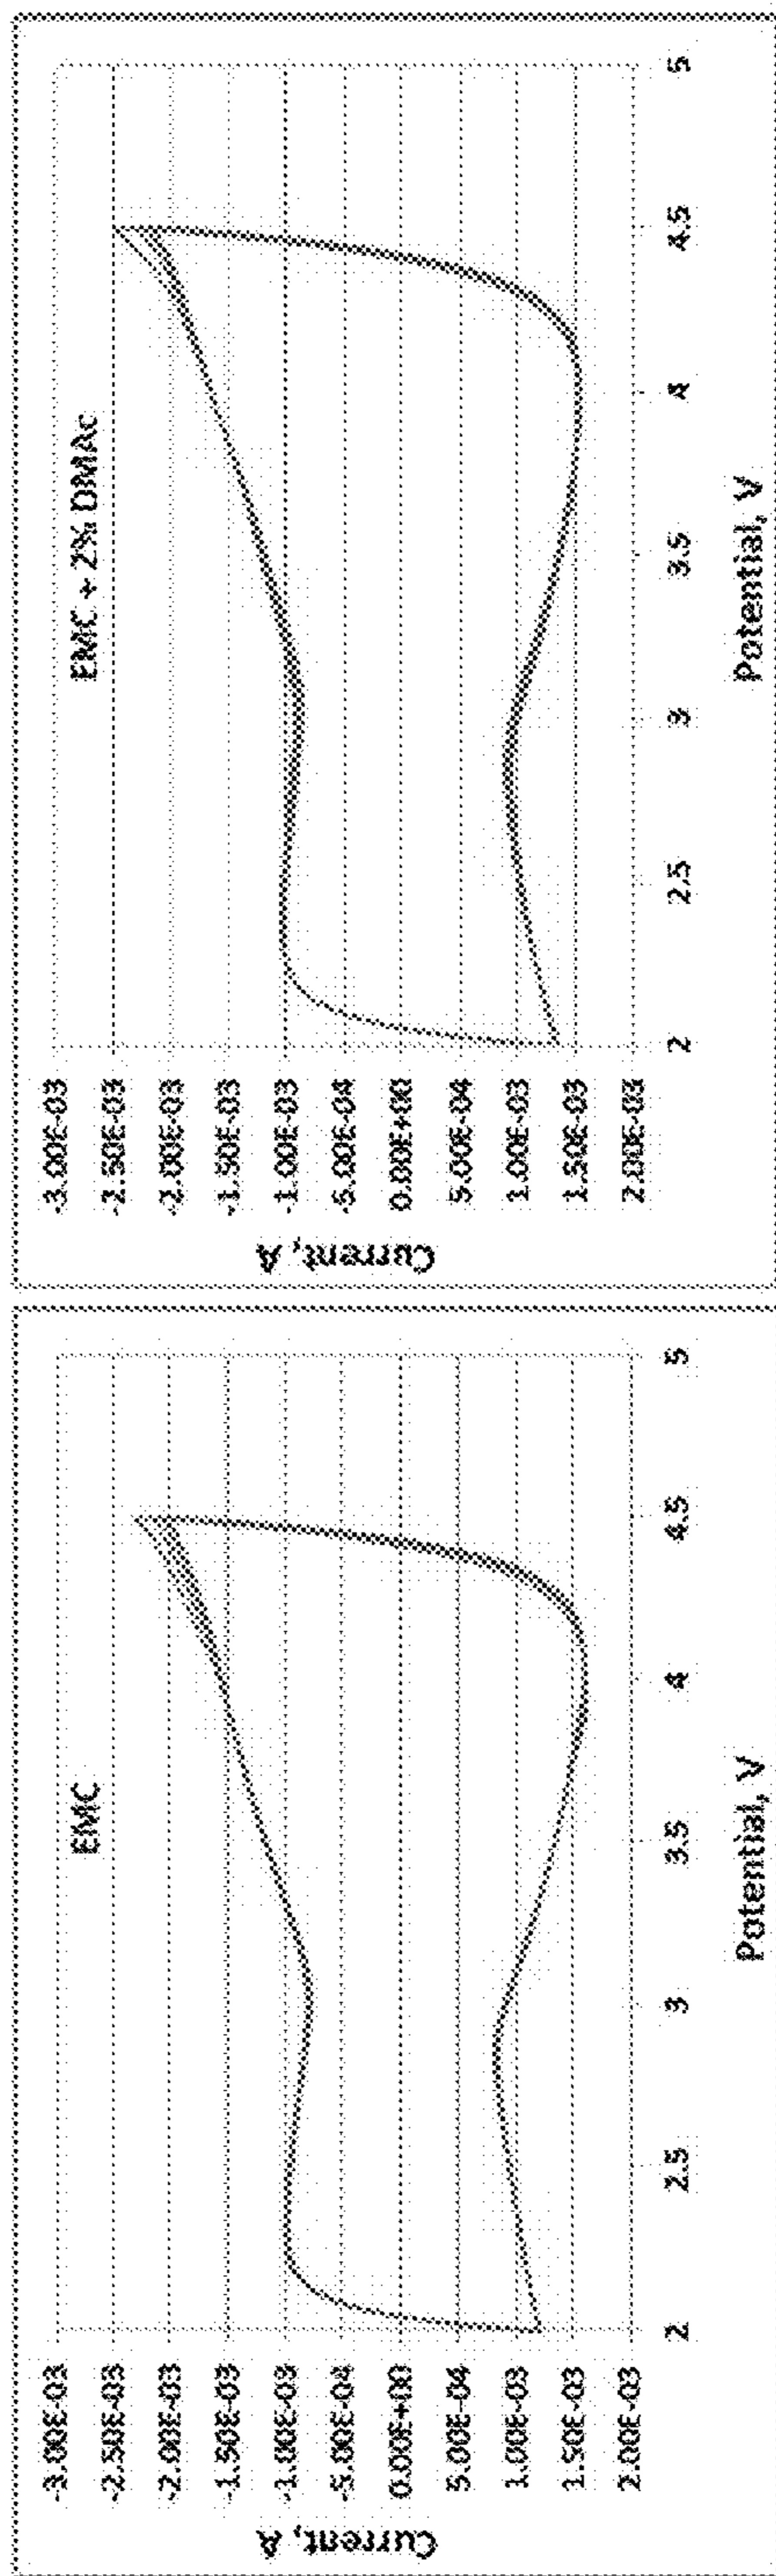 EMC
-3.00E-03
-2.50E-03
-2.00E-03
-1.50E-03
-1.00E-03
-5.00E-04
0.00E+00
5.00E-04
1.00E-03
1.50E-03
2.00E-03
Current, A
2 2.5 3 3.5 4 4.5 5
Potential, V
EMC + 2% DMAc
-3.00E-03
-2.50E-03
-2.00E-03
-1.50E-03
-1.00E-03
-5.00E-04
0.00E+00
5.00E-04
1.00E-03
1.50E-03
2.00E-03
Current, A
2 2.5 3 3.5 4 4.5 5
Potential, V